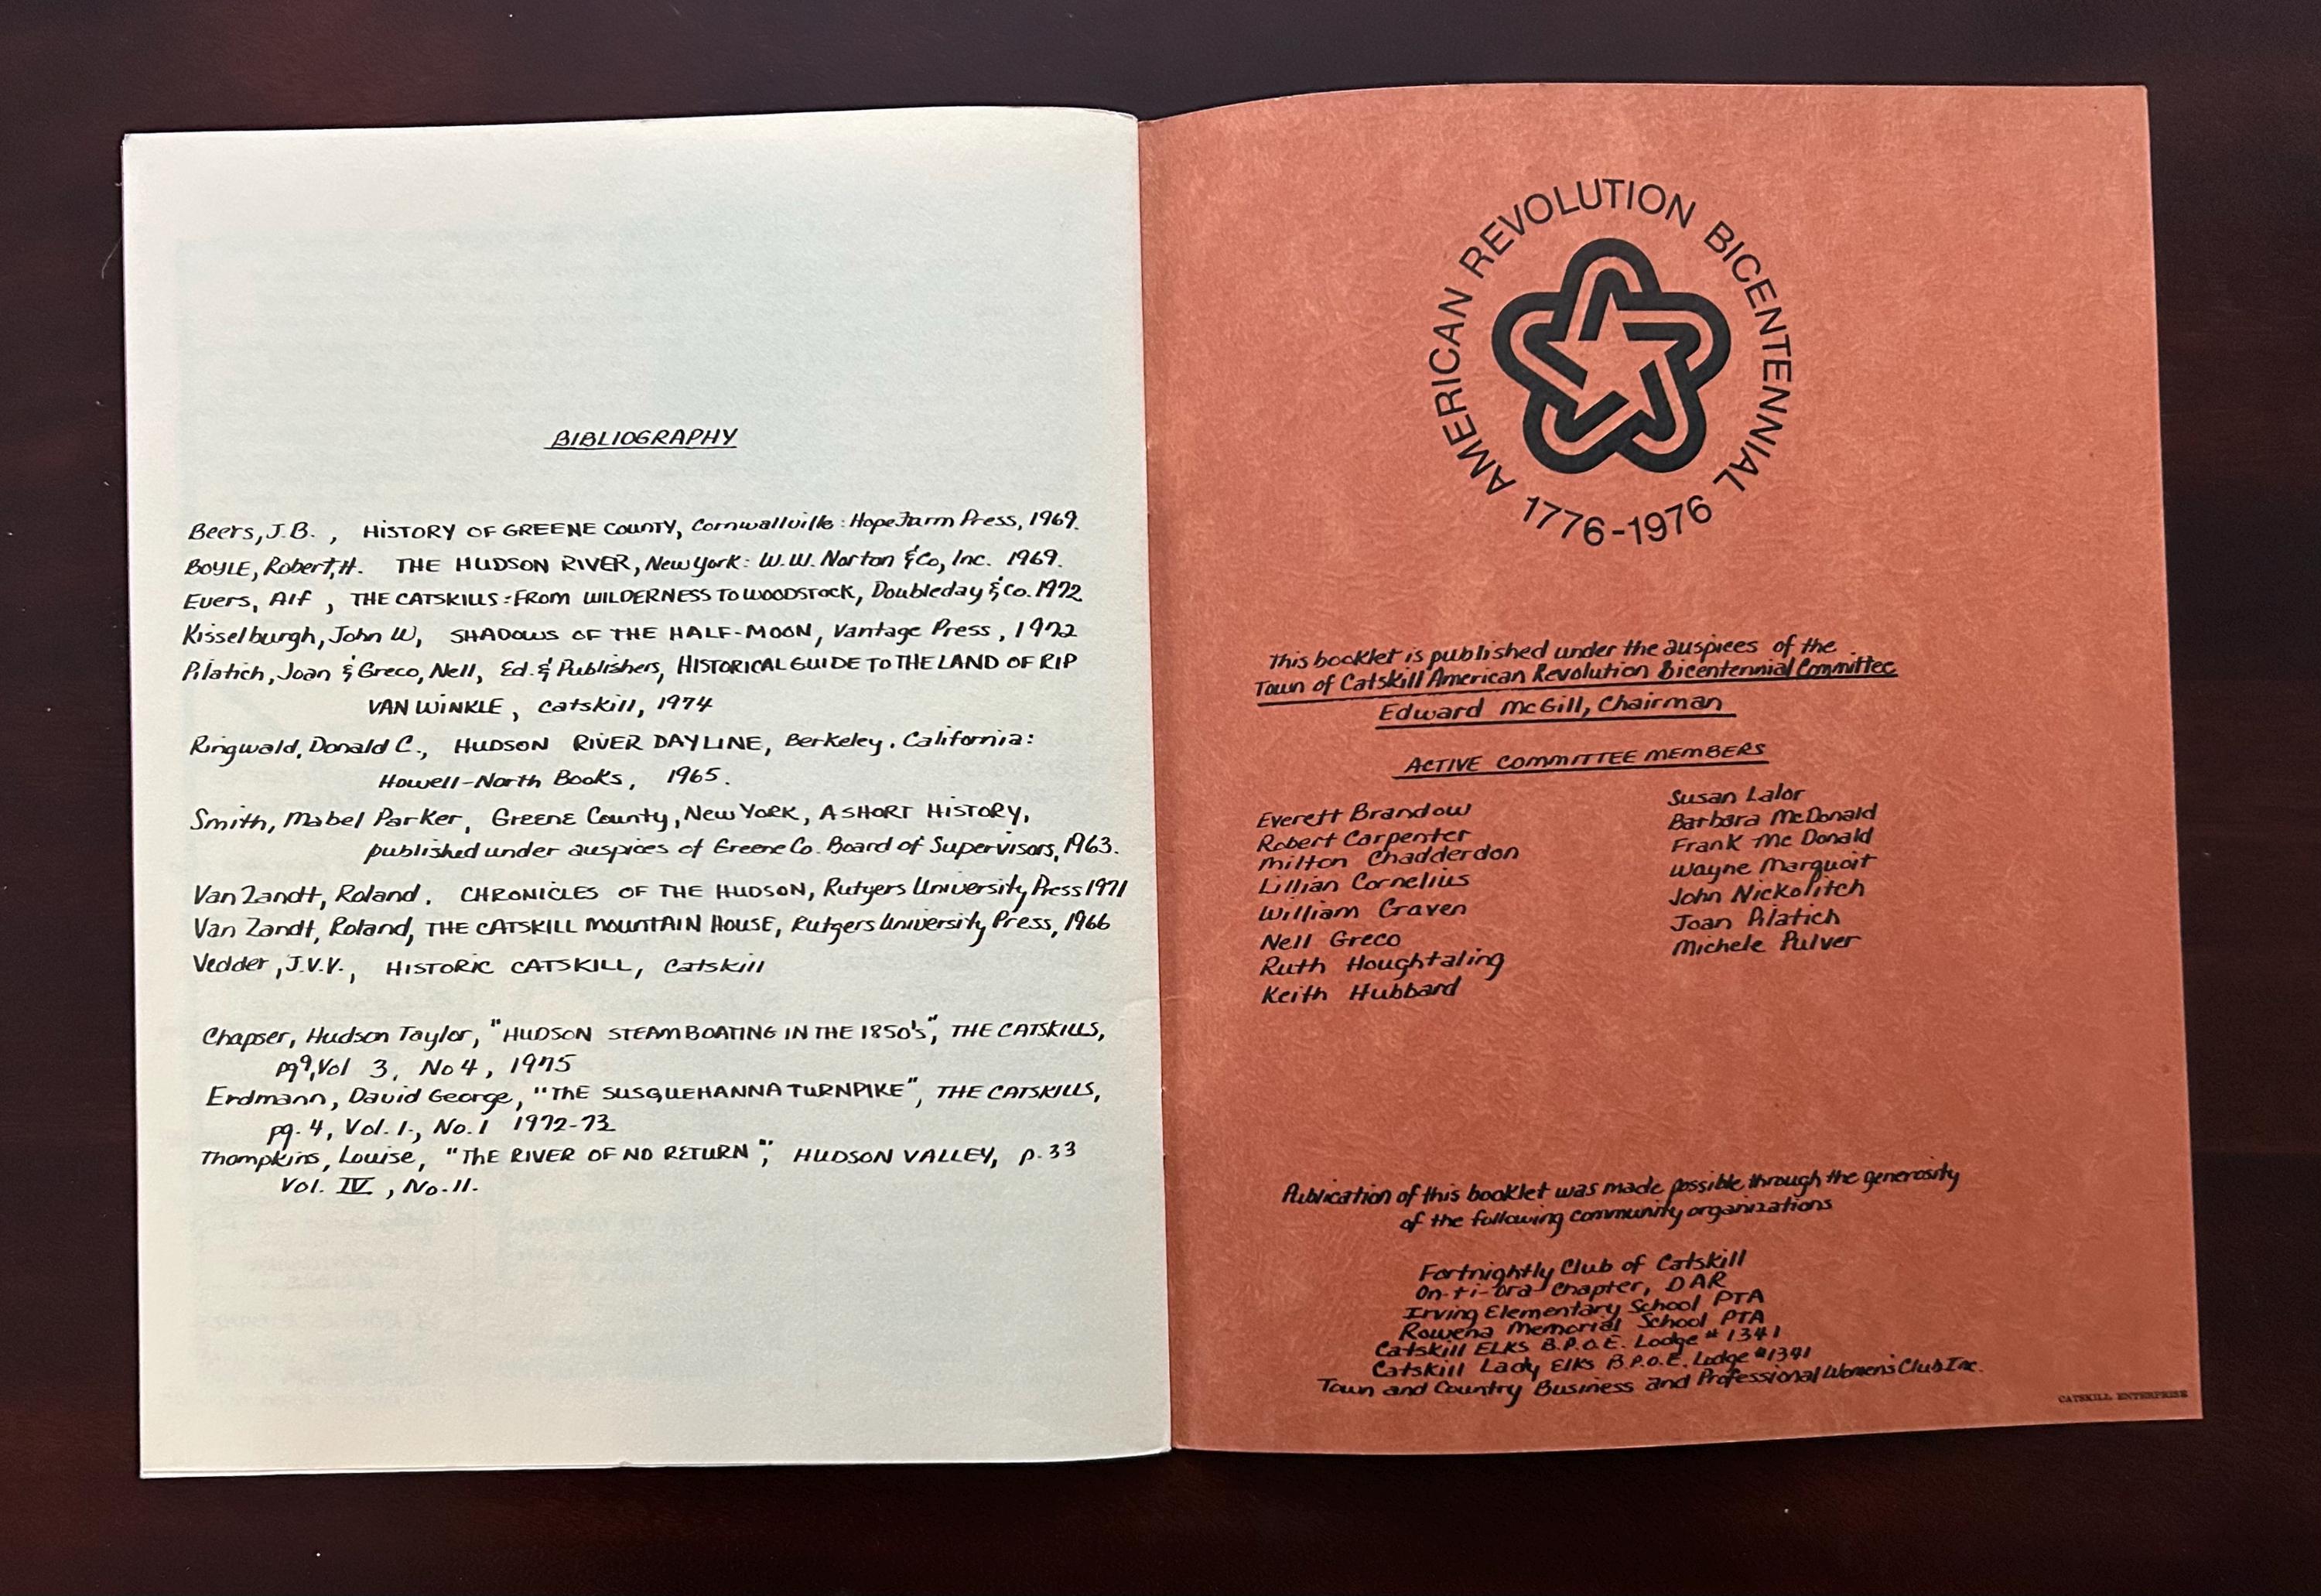 BIBLIOGRAPHY
Beers, J.B. , HISTORY OF GREENE COUNTY, Cornwallville : Hope Farm Press, 1969.
BOYLE, Robert, H. THE HUDSON RIVER, New York: W.W. Norton & Co, Inc. 1969.
Evers, Alf , THE CATSKILLS: FROM WILDERNESS TO WOODSTOCK, Doubleday & Co. 1972
Kisselburgh, John W, SHADOWS OF THE HALF-MOON, Vantage Press, 1972
Pilatich, Joan & Greco, Nell, Ed. & Publishers, HISTORICAL GUIDE TO THE LAND OF RIP
VAN WINKLE, Catskill, 1974
Ringwald, Donald C., HUDSON RIVER DAYLINE, Berkeley, California:
Howell-North Books, 1965.
Smith, Mabel Parker, Greene County, New York, A SHORT HISTORY,
published under auspices of Greene Co. Board of Supervisors, 1963.
Van Zandt, Roland. CHRONICLES OF THE HUDSON, Rutgers University Press 1971
Van Zandt, Roland, THE CATSKILL MOUNTAIN HOUSE, Rutgers University Press, 1966
Vedder, J.V.V., HISTORIC CATSKILL, Catskill
Chapser, Hudson Taylor, "HUDSON STEAMBOATING IN THE 1850's", THE CATSKILLS,
pg 9, Vol 3, No 4, 1975
Erdmann, David George, "THE SUSQUEHANNA TURNPIKE", THE CATSKILLS,
pg. 4, Vol. 1., No. 1 1972-73
Thompkins, Louise, "THE RIVER OF NO RETURN", HUDSON VALLEY, p. 33
Vol. IV , No. 11.
AMERICAN REVOLUTION BICENTENNIAL
1776-1976
This booklet is published under the auspices of the
Town of Catskill American Revolution Bicentennial Committee
Edward McGill, Chairman
ACTIVE COMMITTEE MEMBERS
Everett Brandow
Robert Carpenter
Milton Chadderdon
Lillian Cornelius
William Craven
Nell Greco
Ruth Houghtaling
Keith Hubbard
Susan Lalor
Barbara McDonald
Frank McDonald
Wayne Marquoit
John Nickolitch
Joan Pilatich
Michele Pulver
Publication of this booklet was made possible through the generosity
of the following community organizations
Fortnightly Club of Catskill
On-ti-ora Chapter, DAR
Irving Elementary School PTA
Rowena Memorial School PTA
Catskill ELKS B.P.O.E. Lodge # 1341
Catskill Lady Elks B.P.O.E. Lodge #1341
Town and Country Business and Professional Women's Club Inc.
CATSKILL ENTERPRISE